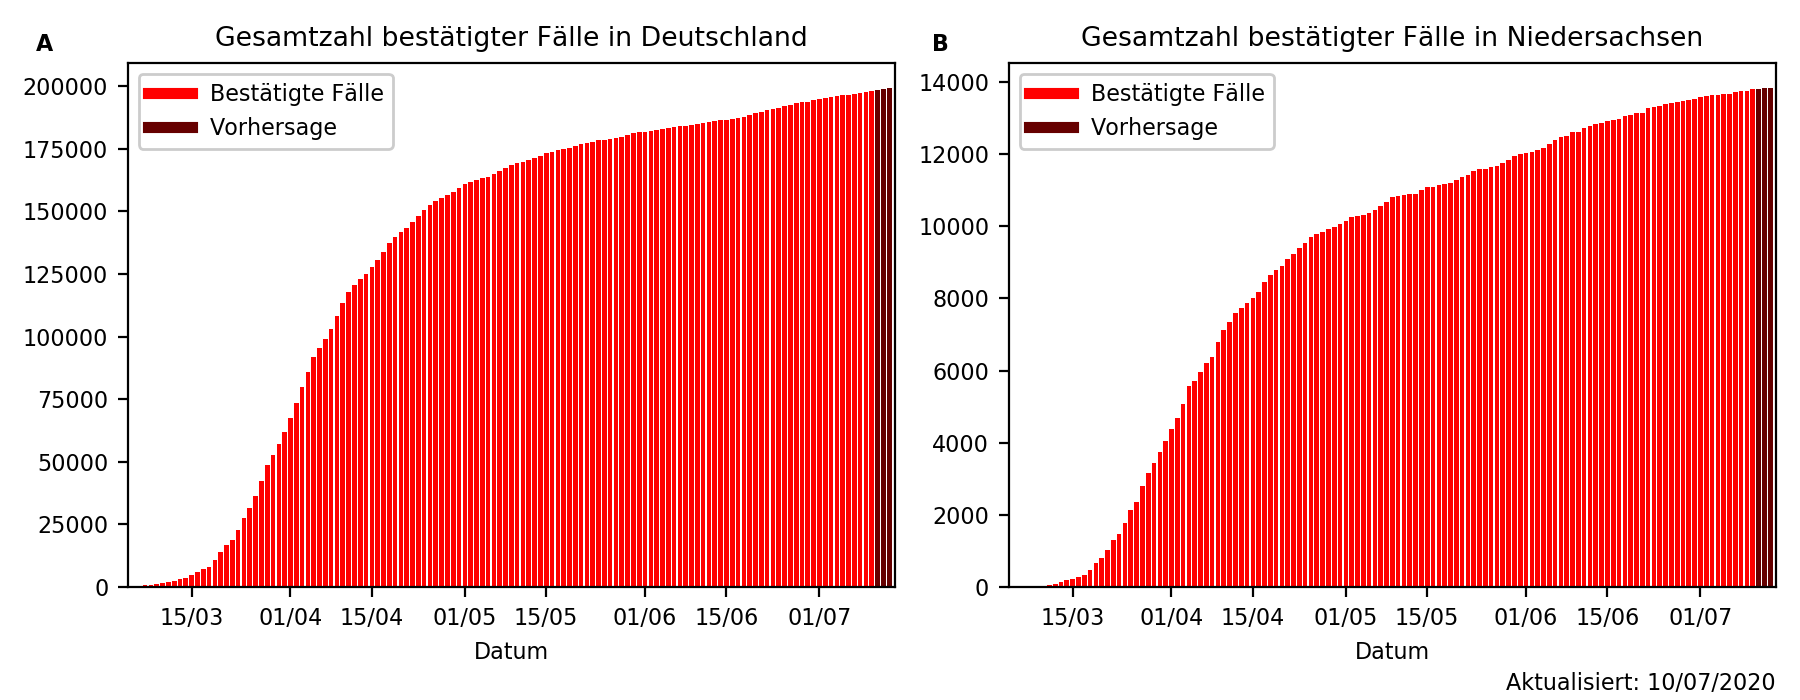 A
Gesamtzahl bestätigter Fälle in Deutschland
Bestätigte Fälle
Vorhersage
200000
175000
150000
125000
100000
75000
50000
25000
0
15/03 01/04 15/04 01/05 15/05 01/06 15/06 01/07
Datum
B
Gesamtzahl bestätigter Fälle in Niedersachsen
Bestätigte Fälle
Vorhersage
14000
12000
10000
8000
6000
4000
2000
0
15/03 01/04 15/04 01/05 15/05 01/06 15/06 01/07
Datum
Aktualisiert: 10/07/2020